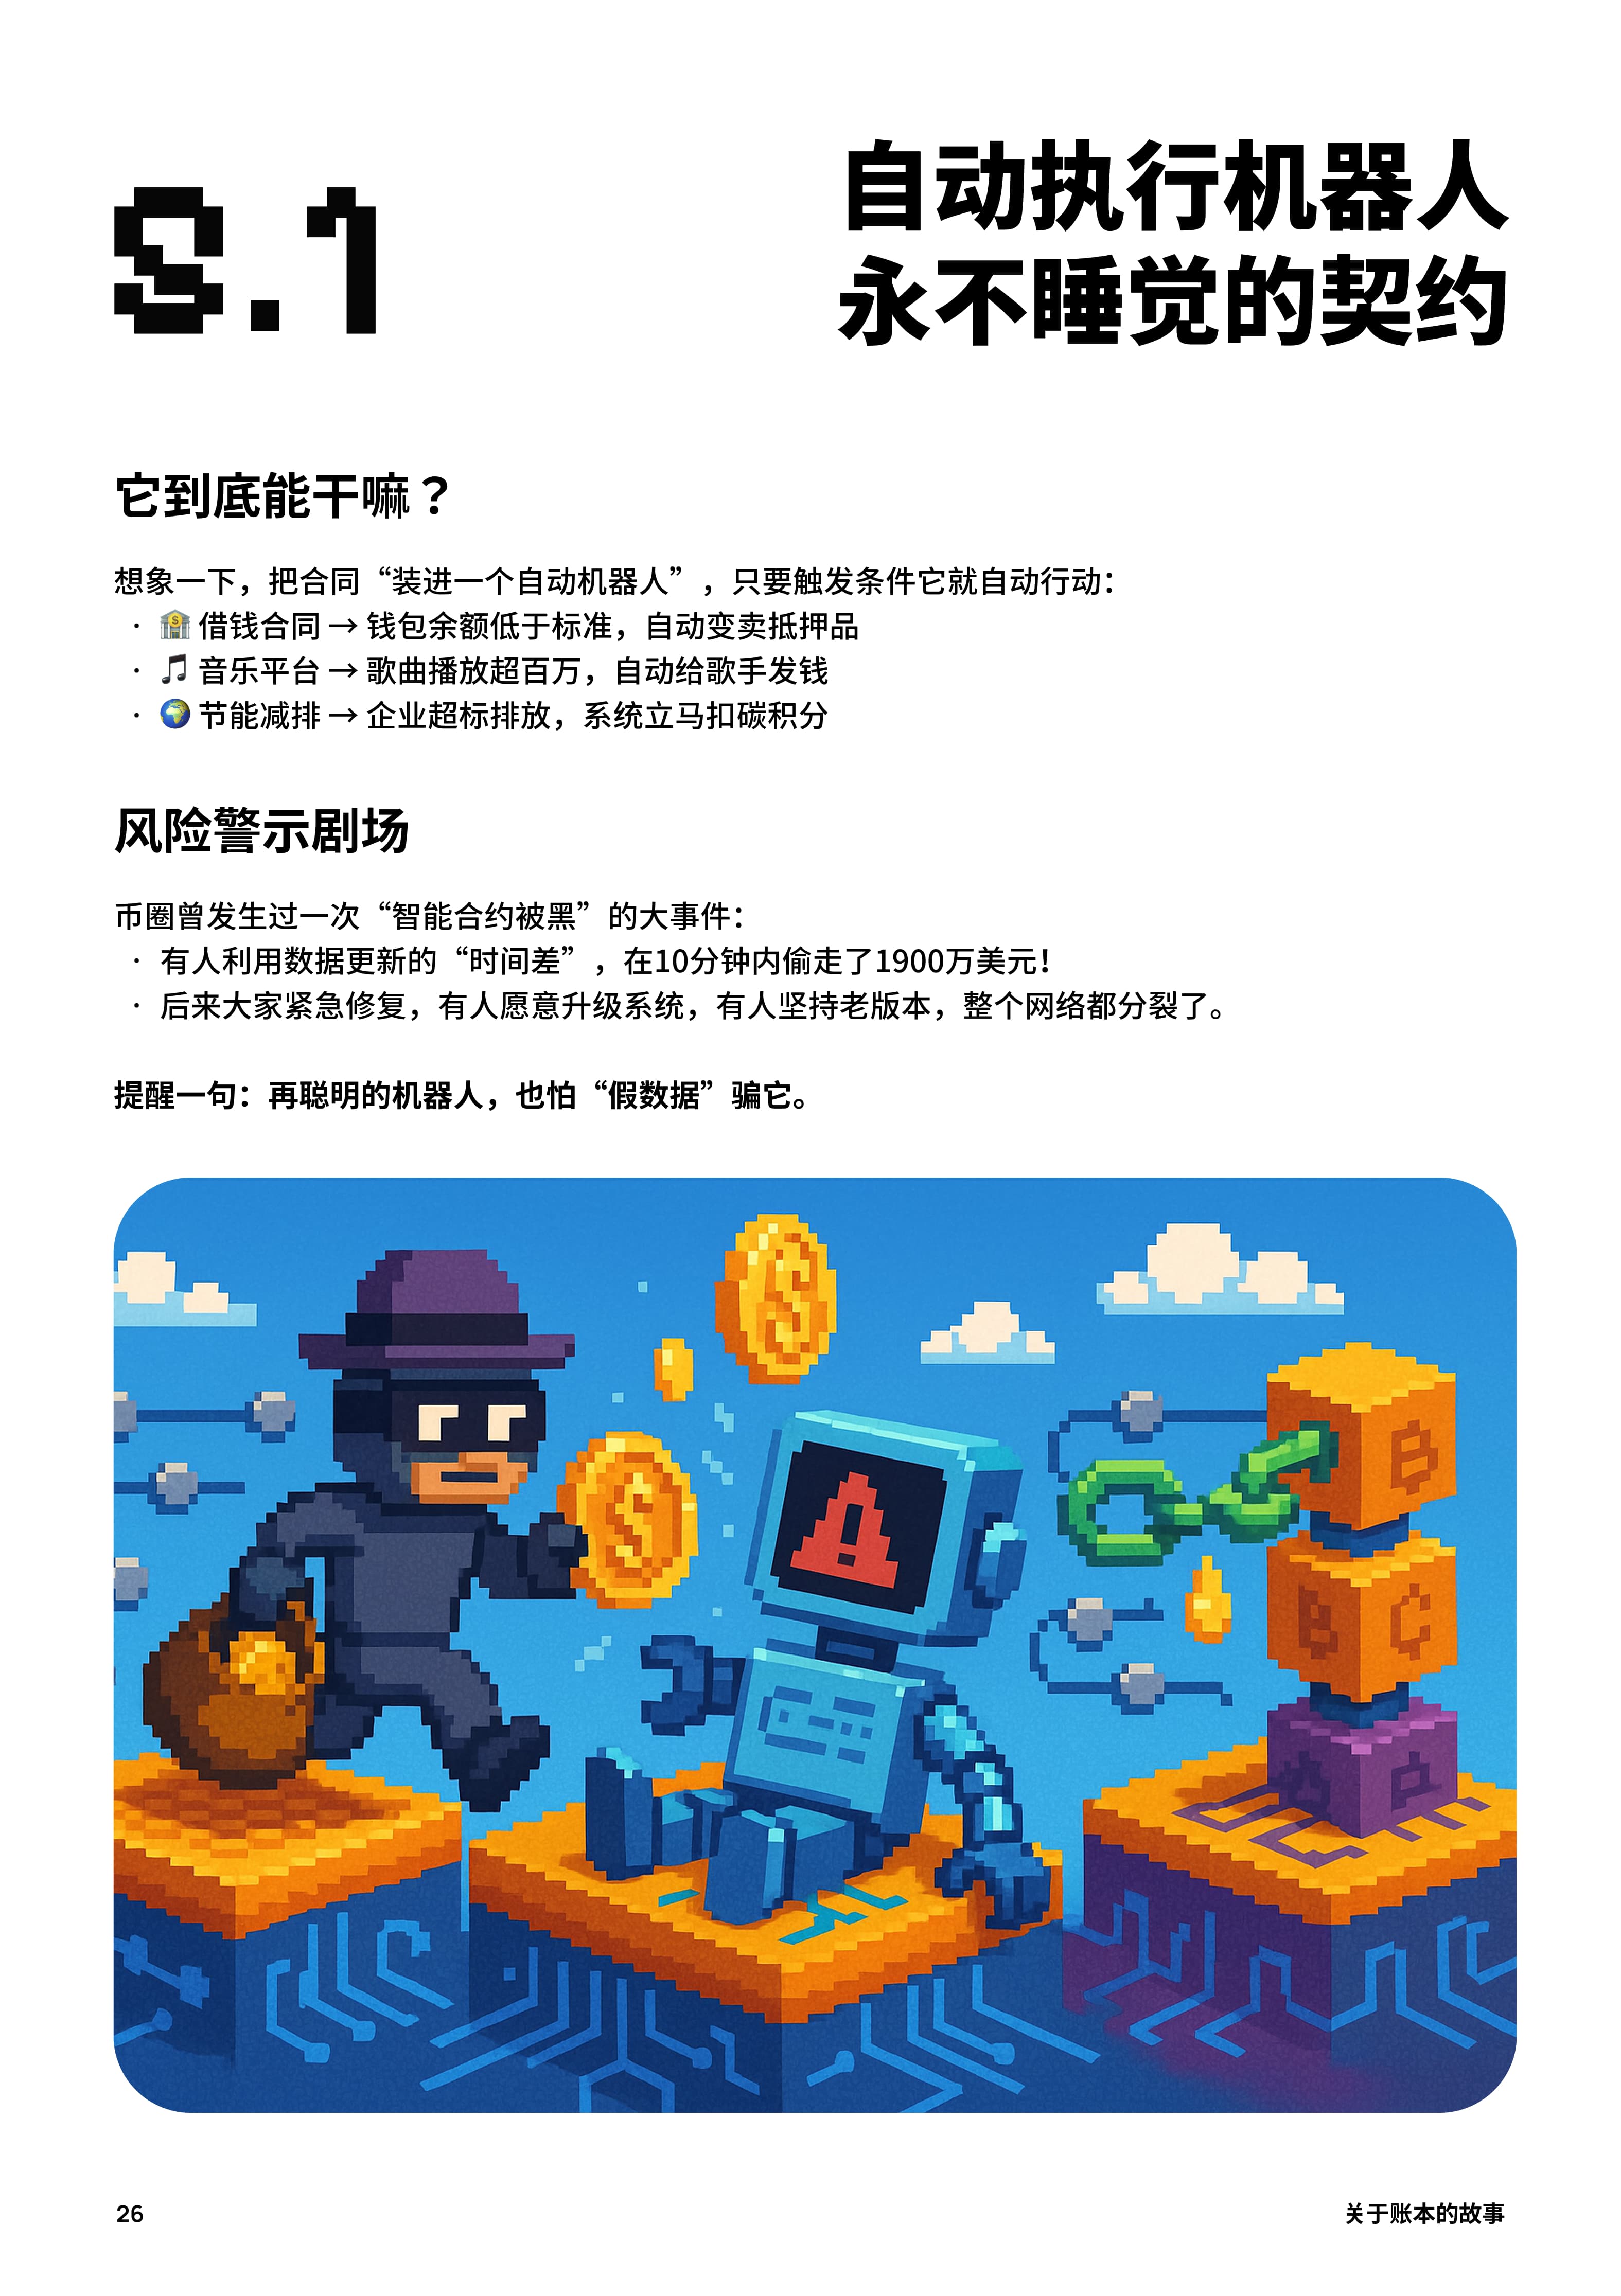 8.1
自动执行机器人
永不睡觉的契约
它到底能干嘛？
想象一下，把合同“装进一个自动机器人”，只要触发条件它就自动行动：
· 🏦 借钱合同 → 钱包余额低于标准，自动变卖抵押品
· 🎵 音乐平台 → 歌曲播放超百万，自动给歌手发钱
· 🌍 节能减排 → 企业超标排放，系统立马扣碳积分
风险警示剧场
币圈曾发生过一次“智能合约被黑”的大事件：
· 有人利用数据更新的“时间差”，在10分钟内偷走了1900万美元！
· 后来大家紧急修复，有人愿意升级系统，有人坚持老版本，整个网络都分裂了。
提醒一句：再聪明的机器人，也怕“假数据”骗它。
26
关于账本的故事